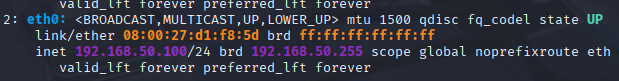 valid_lft forever preferred_lft forever
2: eth0: <BROADCAST,MULTICAST,UP,LOWER_UP> mtu 1500 qdisc fq_codel state UP
link/ether 08:00:27:d1:f8:5d brd ff:ff:ff:ff:ff:ff
inet 192.168.50.100/24 brd 192.168.50.255 scope global noprefixroute eth
valid_lft forever preferred_lft forever